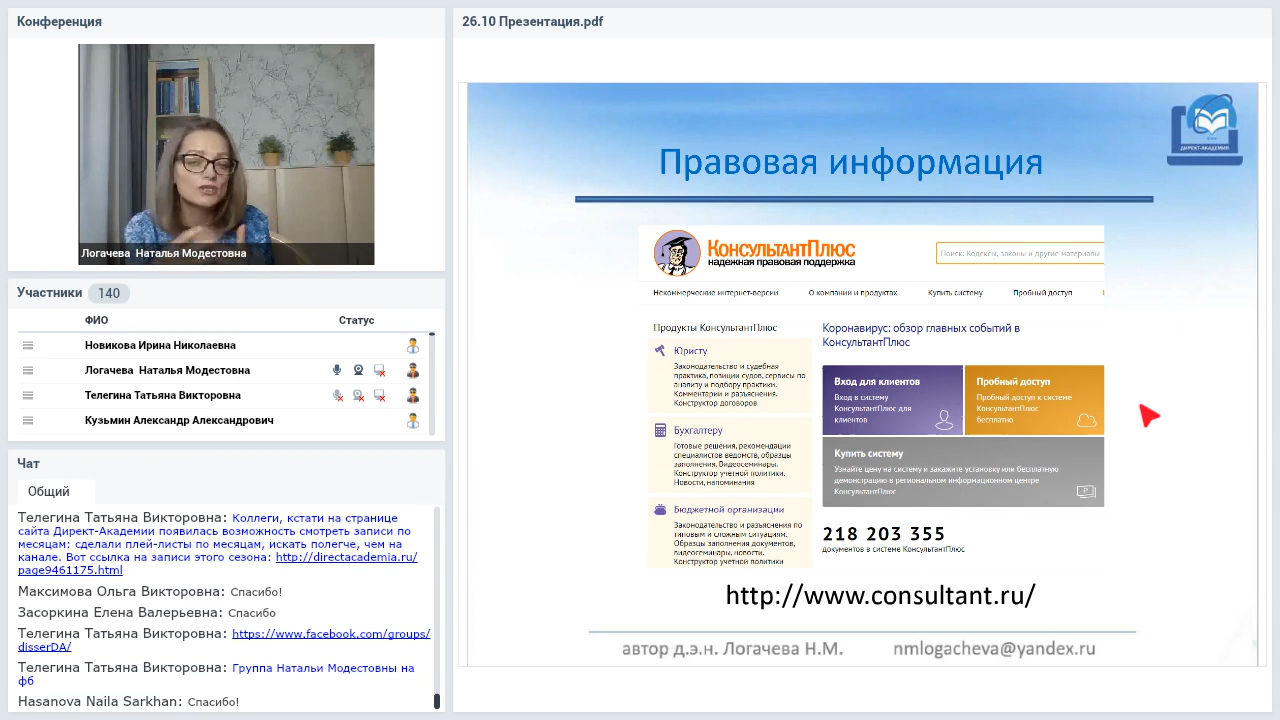 Конференция
Логачева Наталья Модестовна
Участники 140
ФИО Статус
Новикова Ирина Николаевна
Логачева Наталья Модестовна
Телегина Татьяна Викторовна
Кузьмин Александр Александрович
Чат
Общий
Телегина Татьяна Викторовна: Коллеги, кстати на странице
сайта Директ-Академии появилась возможность смотреть записи по
месяцам: сделали плей-листы по месяцам, искать полегче, чем на
канале. Вот ссылка на записи этого сезона: http://directacademia.ru/
page9461175.html
Максимова Ольга Викторовна: Спасибо!
Засоркина Елена Валерьевна: Спасибо
Телегина Татьяна Викторовна: https://www.facebook.com/groups/
disserDA/
Телегина Татьяна Викторовна: Группа Натальи Модестовны на
фб
Hasanova Naila Sarkhan: Спасибо!
26.10 Презентация.pdf
ДИРЕКТ-АКАДЕМИЯ
Правовая информация
КонсультантПлюс
надежная правовая поддержка
Поиск: Кодексы, законы и другие материалы
Некоммерческие интернет-версии О компании и продуктах Купить систему Пробный доступ
Продукты КонсультантПлюс
Юристу
Законодательство и судебная
практика, позиции судов, сервисы по
анализу и подбору практики.
Комментарии и разъяснения.
Конструктор договоров
Бухгалтеру
Готовые решения, рекомендации
специалистов ведомств, образцы
заполнения. Видеосеминары.
Конструктор учетной политики.
Новости, напоминания
Бюджетной организации
Законодательство и разъяснения по
типовым и сложным ситуациям.
Образцы заполнения документов,
видеосеминары, новости.
Конструктор учетной политики
Коронавирус: обзор главных событий в
КонсультантПлюс
Вход для клиентов
Вход в систему
КонсультантПлюс для
клиентов
Пробный доступ
Пробный доступ к системе
КонсультантПлюс
бесплатно
Купить систему
Узнайте цену на систему и закажите установку или бесплатную
демонстрацию в региональном информационном центре
КонсультантПлюс
218 203 355
документов в системе КонсультантПлюс
http://www.consultant.ru/
автор д.э.н. Логачева Н.М. nmlogacheva@yandex.ru